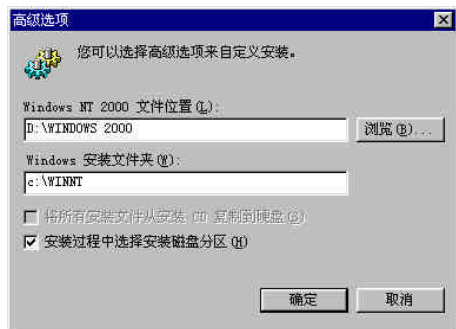 高级选项
您可以选择高级选项来自定义安装。
Windows NT 2000 文件位置(L):
D:\WINDOWS 2000
浏览(B)...
Windows 安装文件夹(W):
c:\WINNT
将所有安装文件从安装 CD 复制到硬盘(S)
安装过程中选择安装磁盘分区(H)
确定
取消